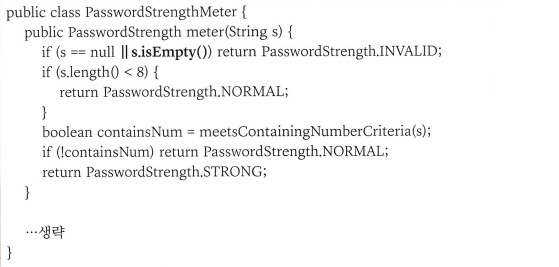 public class PasswordStrengthMeter {
    public PasswordStrength meter(String s) {
        if (s == null || s.isEmpty()) return PasswordStrength.INVALID;
        if (s.length() < 8) {
            return PasswordStrength.NORMAL;
        }
        boolean containsNum = meetsContainingNumberCriteria(s);
        if (!containsNum) return PasswordStrength.NORMAL;
        return PasswordStrength.STRONG;
    }
    …생략
}